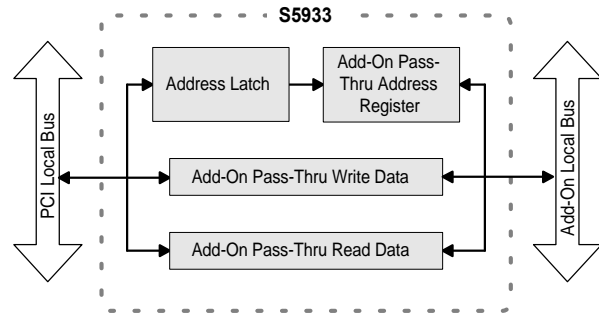 S5933
PCI Local Bus
Address Latch
Add-On Pass-
Thru Address
Register
Add-On Pass-Thru Write Data
Add-On Pass-Thru Read Data
Add-On Local Bus